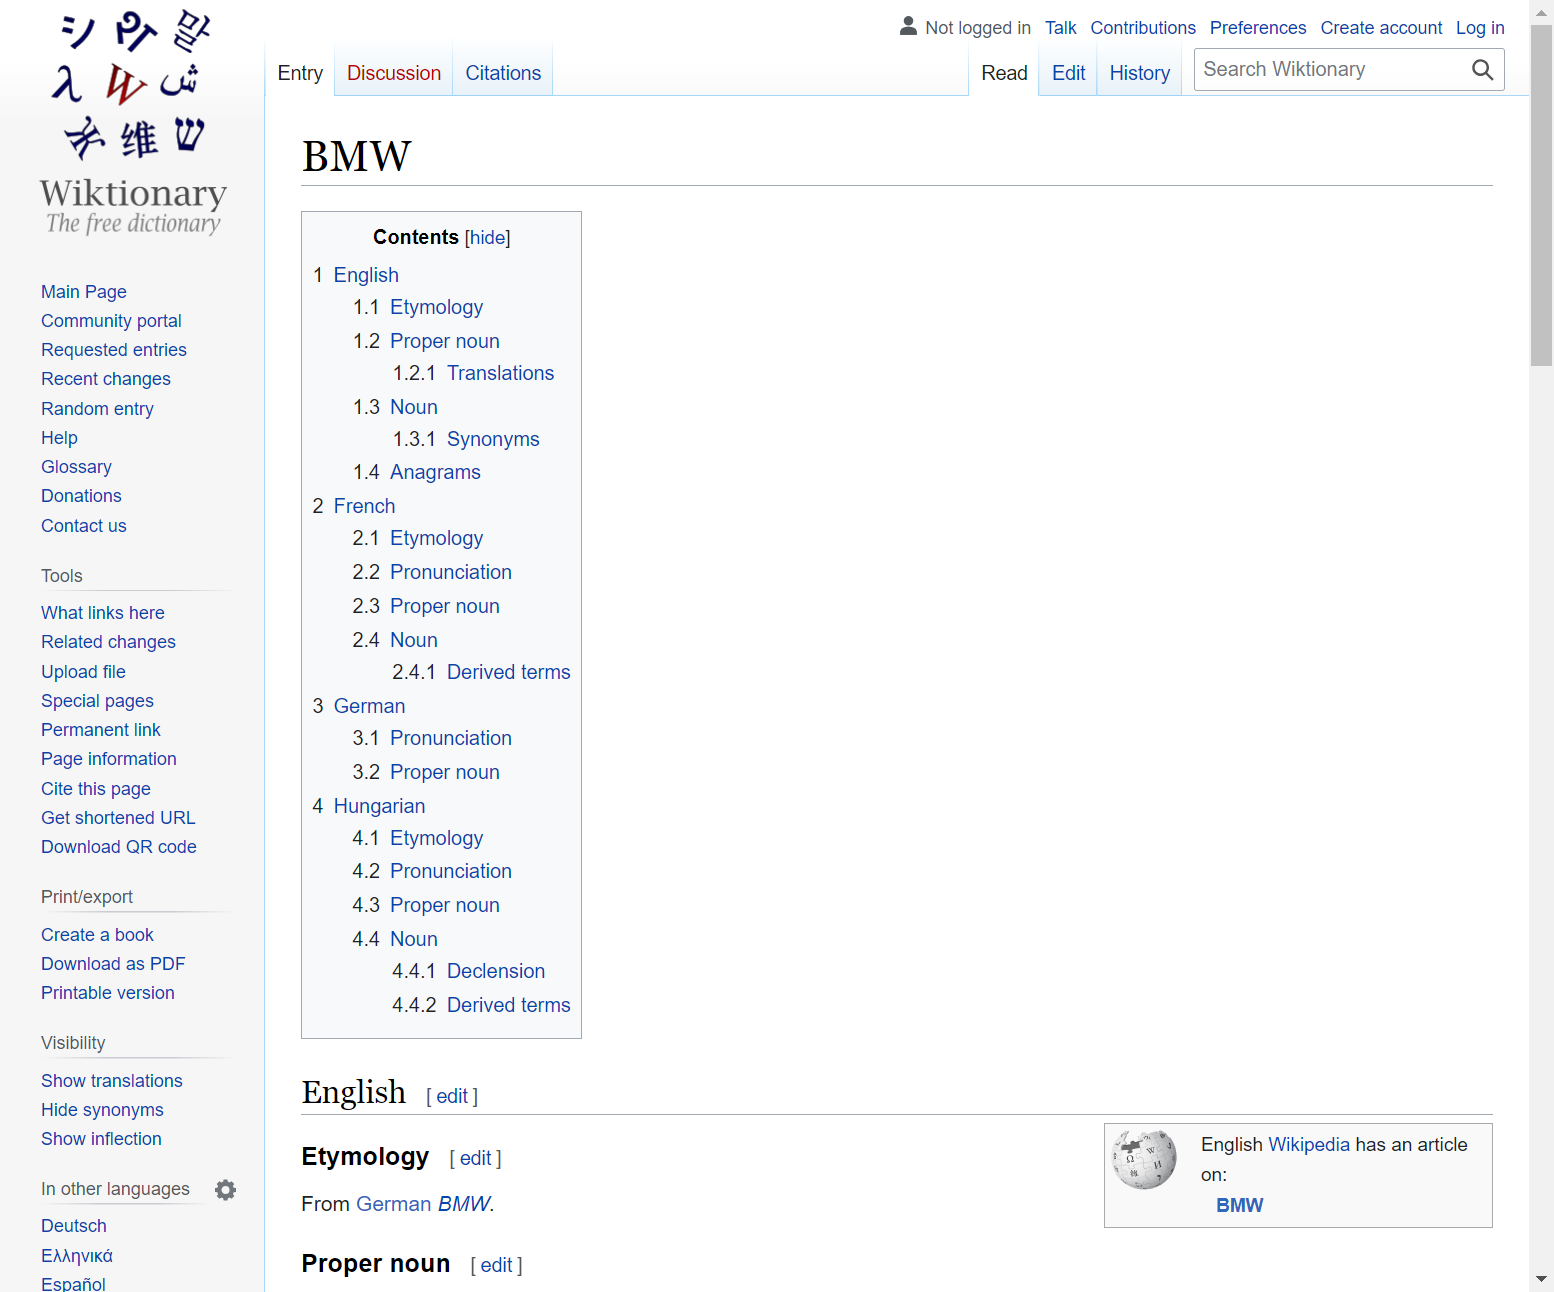 シ עדי 말
λ W ش
क 维 ש
Wiktionary
The free dictionary
Main Page
Community portal
Requested entries
Recent changes
Random entry
Help
Glossary
Donations
Contact us
Tools
What links here
Related changes
Upload file
Special pages
Permanent link
Page information
Cite this page
Get shortened URL
Download QR code
Print/export
Create a book
Download as PDF
Printable version
Visibility
Show translations
Hide synonyms
Show inflection
In other languages
Deutsch
Ελληνικά
Español
Not logged in Talk Contributions Preferences Create account Log in
Entry Discussion Citations Read Edit History Search Wiktionary
BMW
Contents [hide]
1 English
1.1 Etymology
1.2 Proper noun
1.2.1 Translations
1.3 Noun
1.3.1 Synonyms
1.4 Anagrams
2 French
2.1 Etymology
2.2 Pronunciation
2.3 Proper noun
2.4 Noun
2.4.1 Derived terms
3 German
3.1 Pronunciation
3.2 Proper noun
4 Hungarian
4.1 Etymology
4.2 Pronunciation
4.3 Proper noun
4.4 Noun
4.4.1 Declension
4.4.2 Derived terms
English [ edit ]
Etymology [ edit ]
From German BMW.
English Wikipedia has an article
on:
BMW
Proper noun [ edit ]